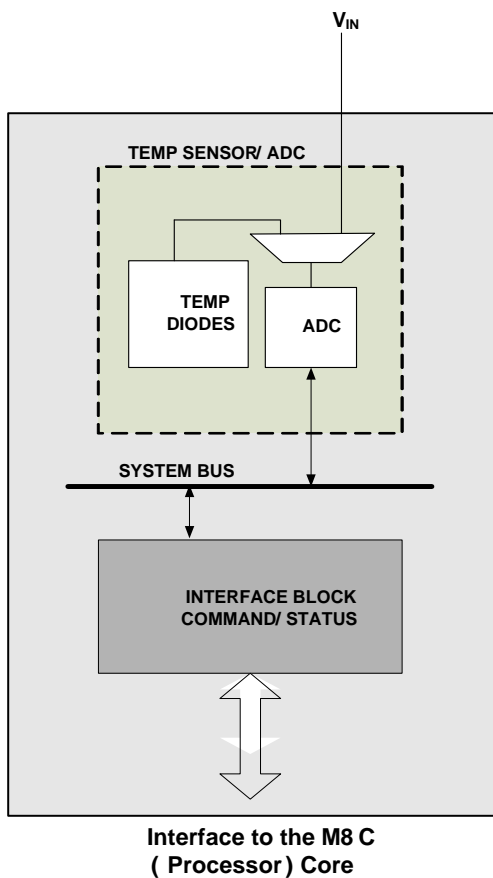 VIN
TEMP SENSOR/ ADC
TEMP
DIODES
ADC
SYSTEM BUS
INTERFACE BLOCK
COMMAND/ STATUS
Interface to the M8 C
( Processor) Core